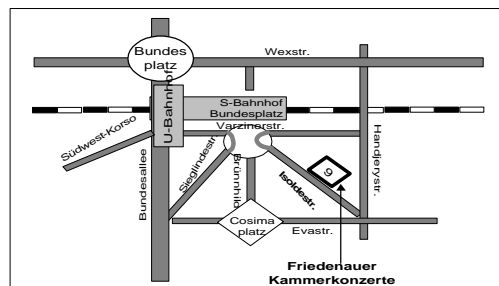 Bundes
platz
Wexstr.
U-Bahnhof
S-Bahnhof
Bundesplatz
Varzinerstr.
Südwest-Korso
Bundesallee
Sieglindestr.
Brünnhild
Isoldestr.
Handjerystr.
9
Cosima
platz
Evastr.
Friedenauer
Kammerkonzerte